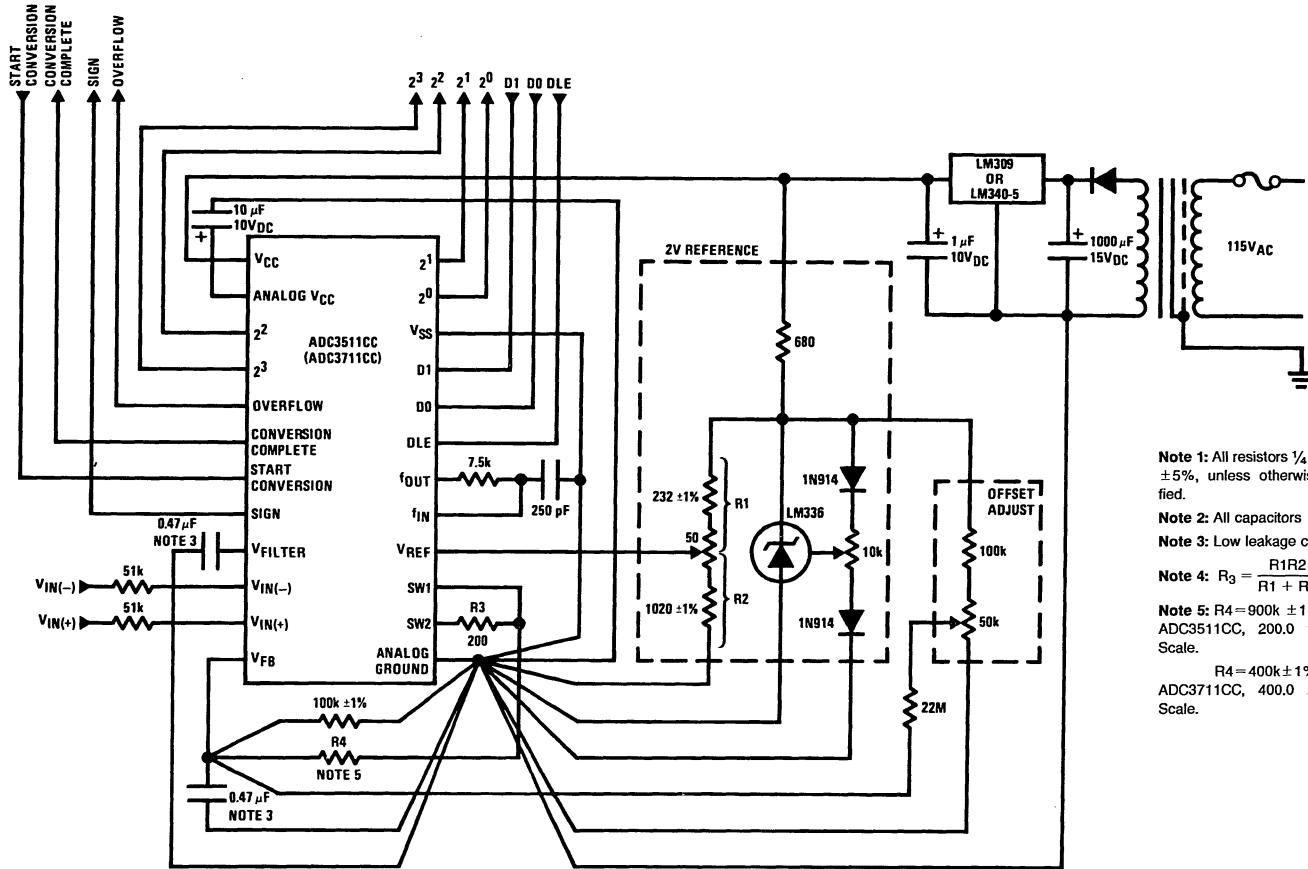 START
CONVERSION
CONVERSION
COMPLETE
SIGN
OVERFLOW
2³ 2² 2¹ 2⁰ D1 D0 DLE
LM309
OR
LM340-5
10 μF
10VDC
+
VCC
ANALOG VCC
2²
2³
OVERFLOW
CONVERSION
COMPLETE
START
CONVERSION
SIGN
VFILTER
VIN(−)
VIN(+)
VFB
ADC3511CC
(ADC3711CC)
2¹
2⁰
VSS
D1
D0
DLE
fOUT
fIN
VREF
SW1
SW2
ANALOG
GROUND
7.5k
250 pF
R3
200
0.47 μF
NOTE 3
VIN(−)
51k
VIN(+)
51k
100k ±1%
R4
NOTE 5
0.47 μF
NOTE 3
2V REFERENCE
680
232 ±1%
R1
50
R2
1020 ±1%
LM336
1N914
10k
1N914
OFFSET
ADJUST
100k
50k
22M
+
1 μF
10VDC
+
1000 μF
15VDC
115VAC
Note 1: All resistors ¼
±5%, unless otherwis
fied.
Note 2: All capacitors
Note 3: Low leakage c
Note 4: R3 = R1R2
R1 + R
Note 5: R4=900k ±1
ADC3511CC, 200.0
Scale.
R4=400k±1%
ADC3711CC, 400.0
Scale.